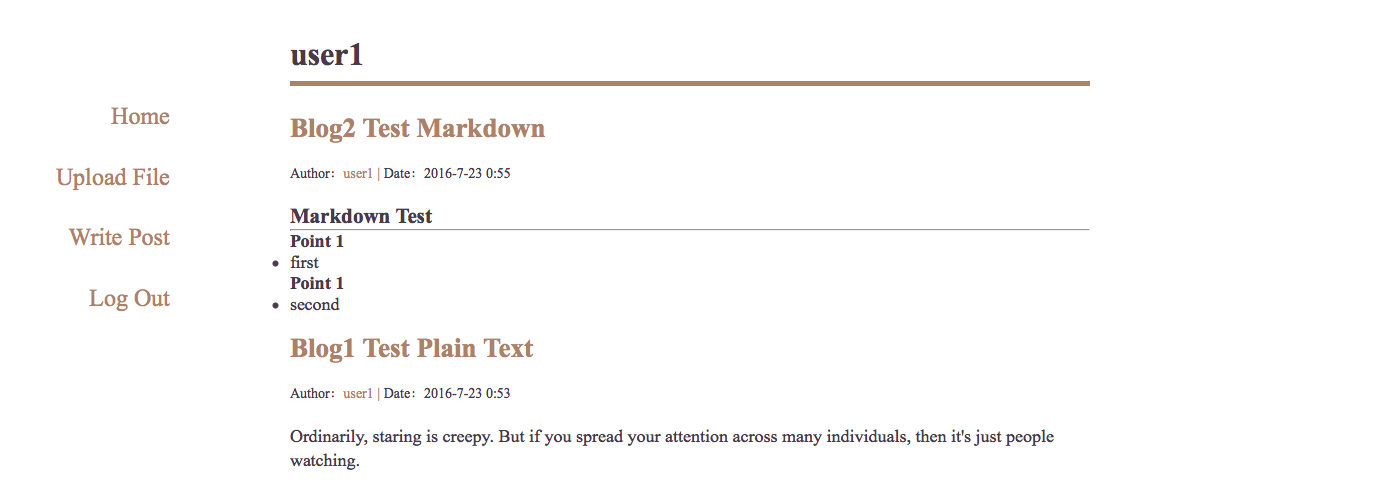 user1
Home
Upload File
Write Post
Log Out
Blog2 Test Markdown
Author：user1 | Date：2016-7-23 0:55
Markdown Test
Point 1
• first
Point 1
• second
Blog1 Test Plain Text
Author：user1 | Date：2016-7-23 0:53
Ordinarily, staring is creepy. But if you spread your attention across many individuals, then it's just people
watching.